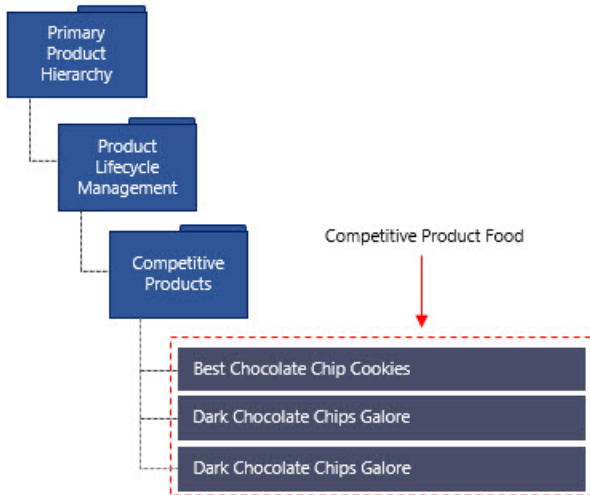 Primary
Product
Hierarchy
Product
Lifecycle
Management
Competitive
Products
Competitive Product Food
Best Chocolate Chip Cookies
Dark Chocolate Chips Galore
Dark Chocolate Chips Galore